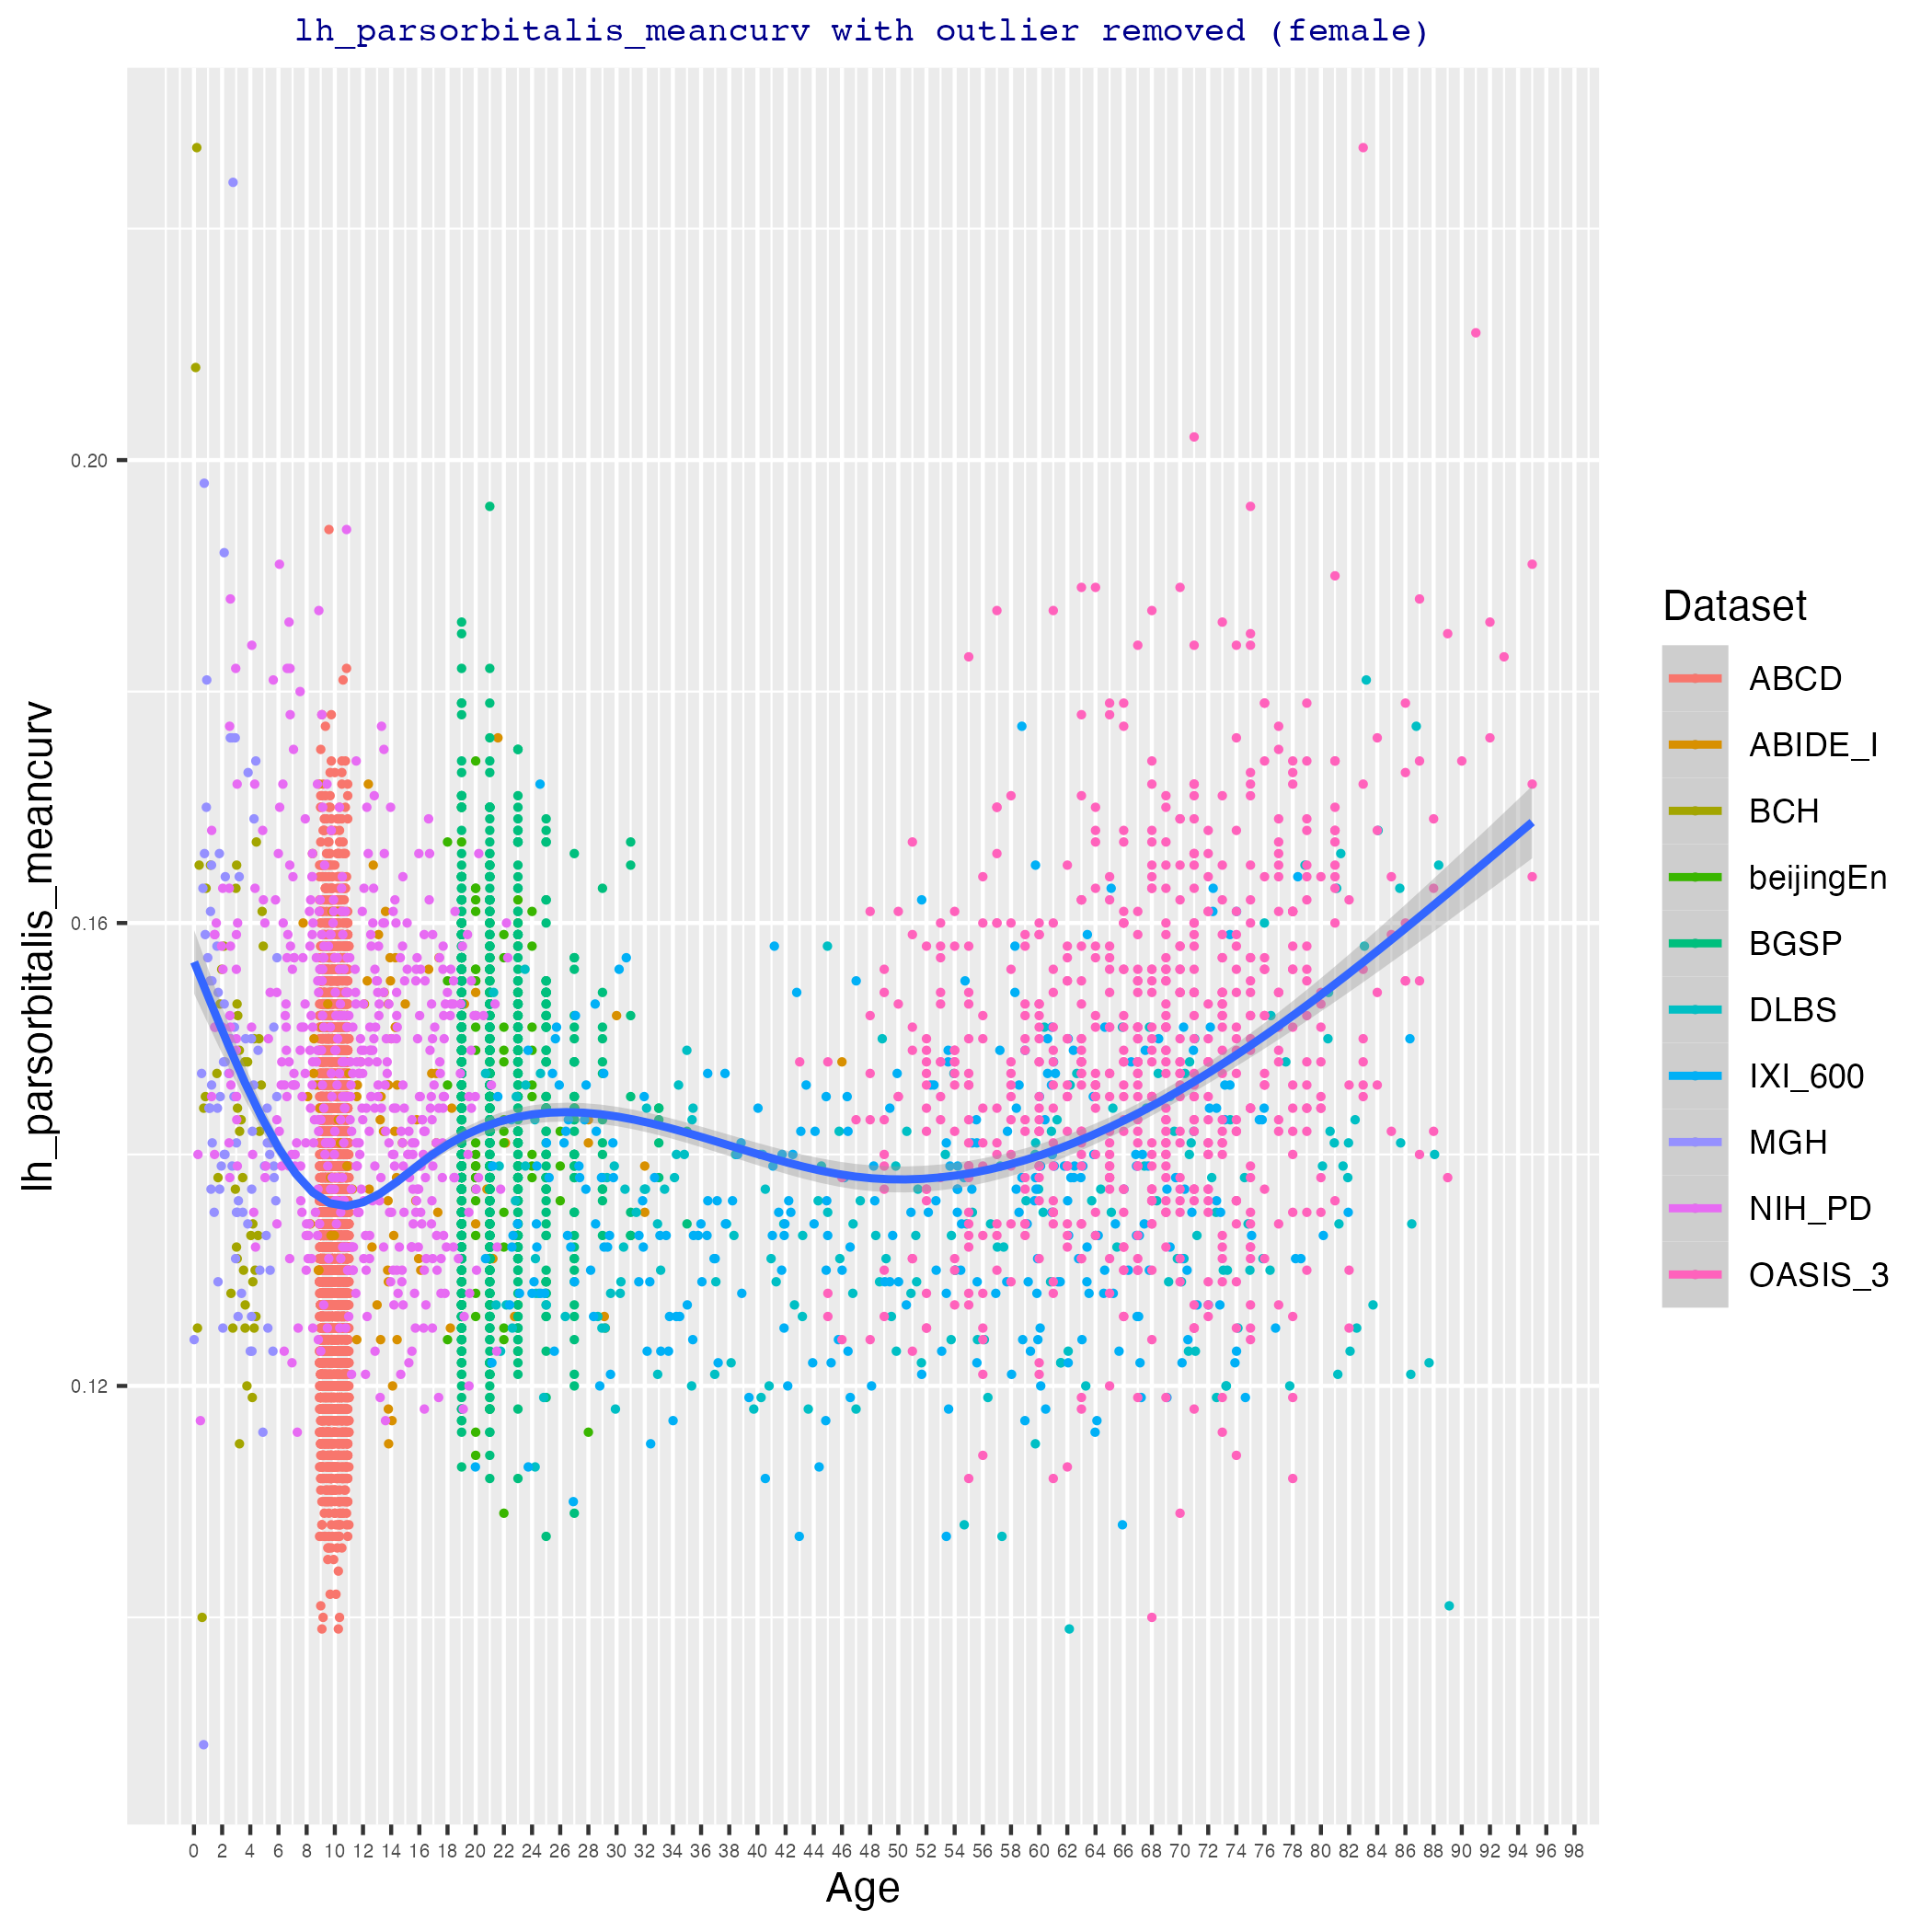 lh_parsorbitalis_meancurv with outlier removed (female)
lh_parsorbitalis_meancurv
0.20
0.16
0.12
0 2 4 6 8 10 12 14 16 18 20 22 24 26 28 30 32 34 36 38 40 42 44 46 48 50 52 54 56 58 60 62 64 66 68 70 72 74 76 78 80 82 84 86 88 90 92 94 96 98
Age
Dataset
ABCD
ABIDE_I
BCH
beijingEn
BGSP
DLBS
IXI_600
MGH
NIH_PD
OASIS_3